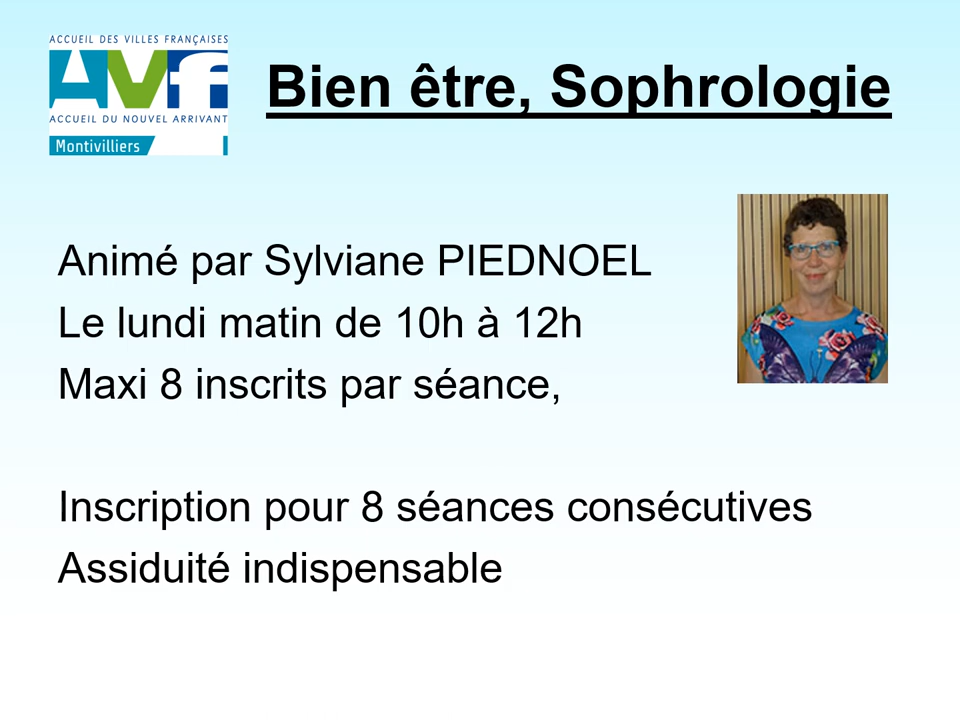 ACCUEIL DES VILLES FRANÇAISES
AVf
ACCUEIL DU NOUVEL ARRIVANT
Montivilliers
Bien être, Sophrologie
Animé par Sylviane PIEDNOEL
Le lundi matin de 10h à 12h
Maxi 8 inscrits par séance,
Inscription pour 8 séances consécutives
Assiduité indispensable